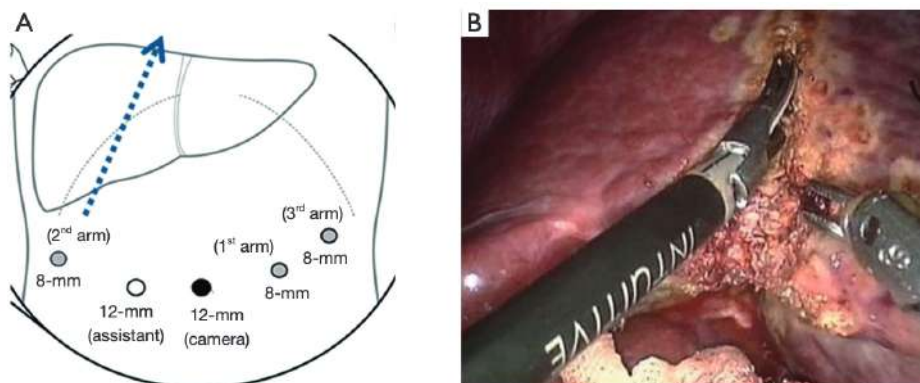 A
B
(2nd arm)
8-mm
12-mm
(assistant)
12-mm
(camera)
(1st arm)
8-mm
(3rd arm)
8-mm
INTUITIVE